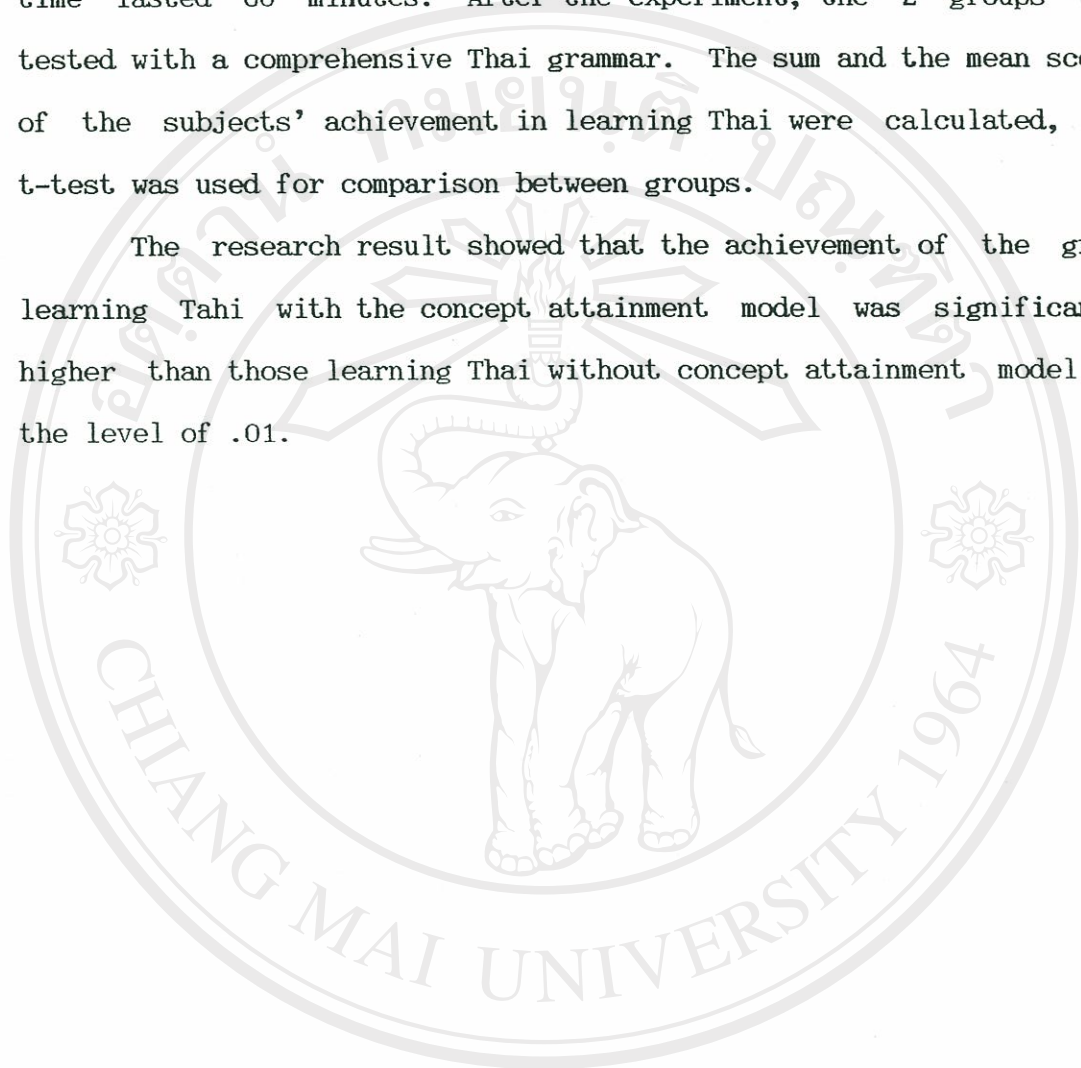 time lasted 60 minutes. After the experiment, the 2 groups
tested with a comprehensive Thai grammar. The sum and the mean
of the subjects' achievement in learning Thai were calculated,
t-test was used for comparison between groups.
The research result showed that the achievement of the
learning Tahi with the concept attainment model was
higher than those learning Thai without concept attainment model
the level of .01.
CHIANG MAI UNIVERSITY 1964